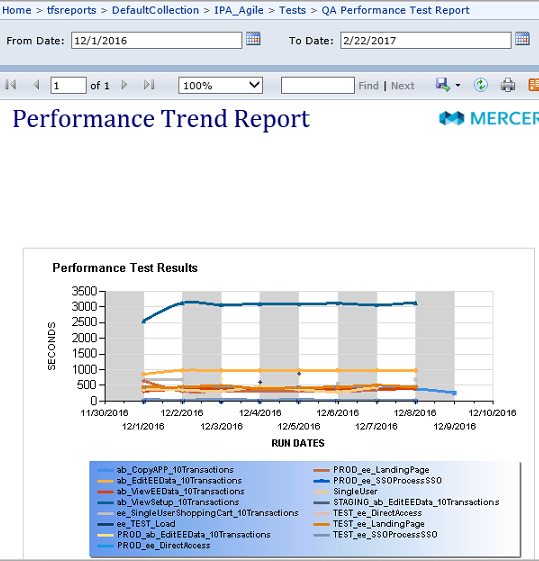 Home > tfsreports > DefaultCollection > IPA_Agile > Tests > QA Performance Test Report
From Date: 12/1/2016 To Date: 2/22/2017
1 of 1 100% Find | Next
Performance Trend Report MERCER
Performance Test Results
3500
3000
2500
2000
1500
1000
500
0
SECONDS
11/30/2016 12/2/2016 12/4/2016 12/6/2016 12/8/2016 12/10/2016
12/1/2016 12/3/2016 12/5/2016 12/7/2016 12/9/2016
RUN DATES
ab_CopyAPP_10Transactions PROD_ee_LandingPage
ab_EditEEData_10Transactions PROD_ee_SSOProcessSSO
ab_ViewEEData_10Transactions SingleUser
ab_ViewSetup_10Transactions STAGING_ab_EditEEData_10Transactions
ee_SingleUserShoppingCart_10Transactions TEST_ee_DirectAccess
ee_TEST_Load TEST_ee_LandingPage
PROD_ab_EditEEData_10Transactions TEST_ee_SSOProcessSSO
PROD_ee_DirectAccess